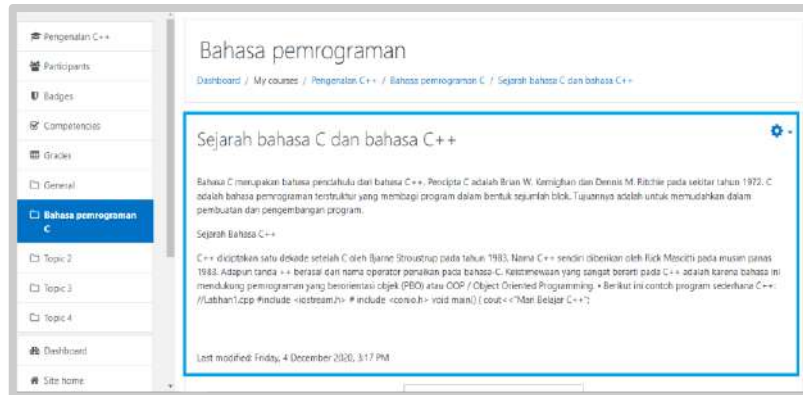 Pengenalan C++
Participants
Badges
Competencies
Grades
General
Bahasa pemrograman
C
Topic 2
Topic 3
Topic 4
Dashboard
Site home
Bahasa pemrograman
Dashboard / My courses / Pengenalan C++ / Bahasa pemrograman C / Sejarah bahasa C dan bahasa C++
Sejarah bahasa C dan bahasa C++
Bahasa C merupakan bahasa pendahulu dari bahasa C++. Pencipta C adalah Brian W. Kernighan dan Dennis M. Ritchie pada sekitar tahun 1972. C
adalah bahasa pemrograman terstruktur yang membagi program dalam bentuk sejumlah blok. Tujuannya adalah untuk memudahkan dalam
pembuatan dan pengembangan program.
Sejarah Bahasa C++
C++ diciptakan satu dekade setelah C oleh Bjarne Stroustrup pada tahun 1983. Nama C++ sendiri diberikan oleh Rick Mascitti pada musim panas
1983. Adapun tanda ++ berasal dari nama operator penaikan pada bahasa C. Keistimewaan yang sangat berarti pada C++ adalah karena bahasa ini
mendukung pemrograman yang berorientasi objek (PBO) atau OOP / Object Oriented Programming. • Berikut ini contoh program sederhana C++:
//Latihan1.cpp #include <iostream.h> # include <conio.h> void main() { cout<<"Mari Belajar C++";
Last modified: Friday, 4 December 2020, 3:17 PM